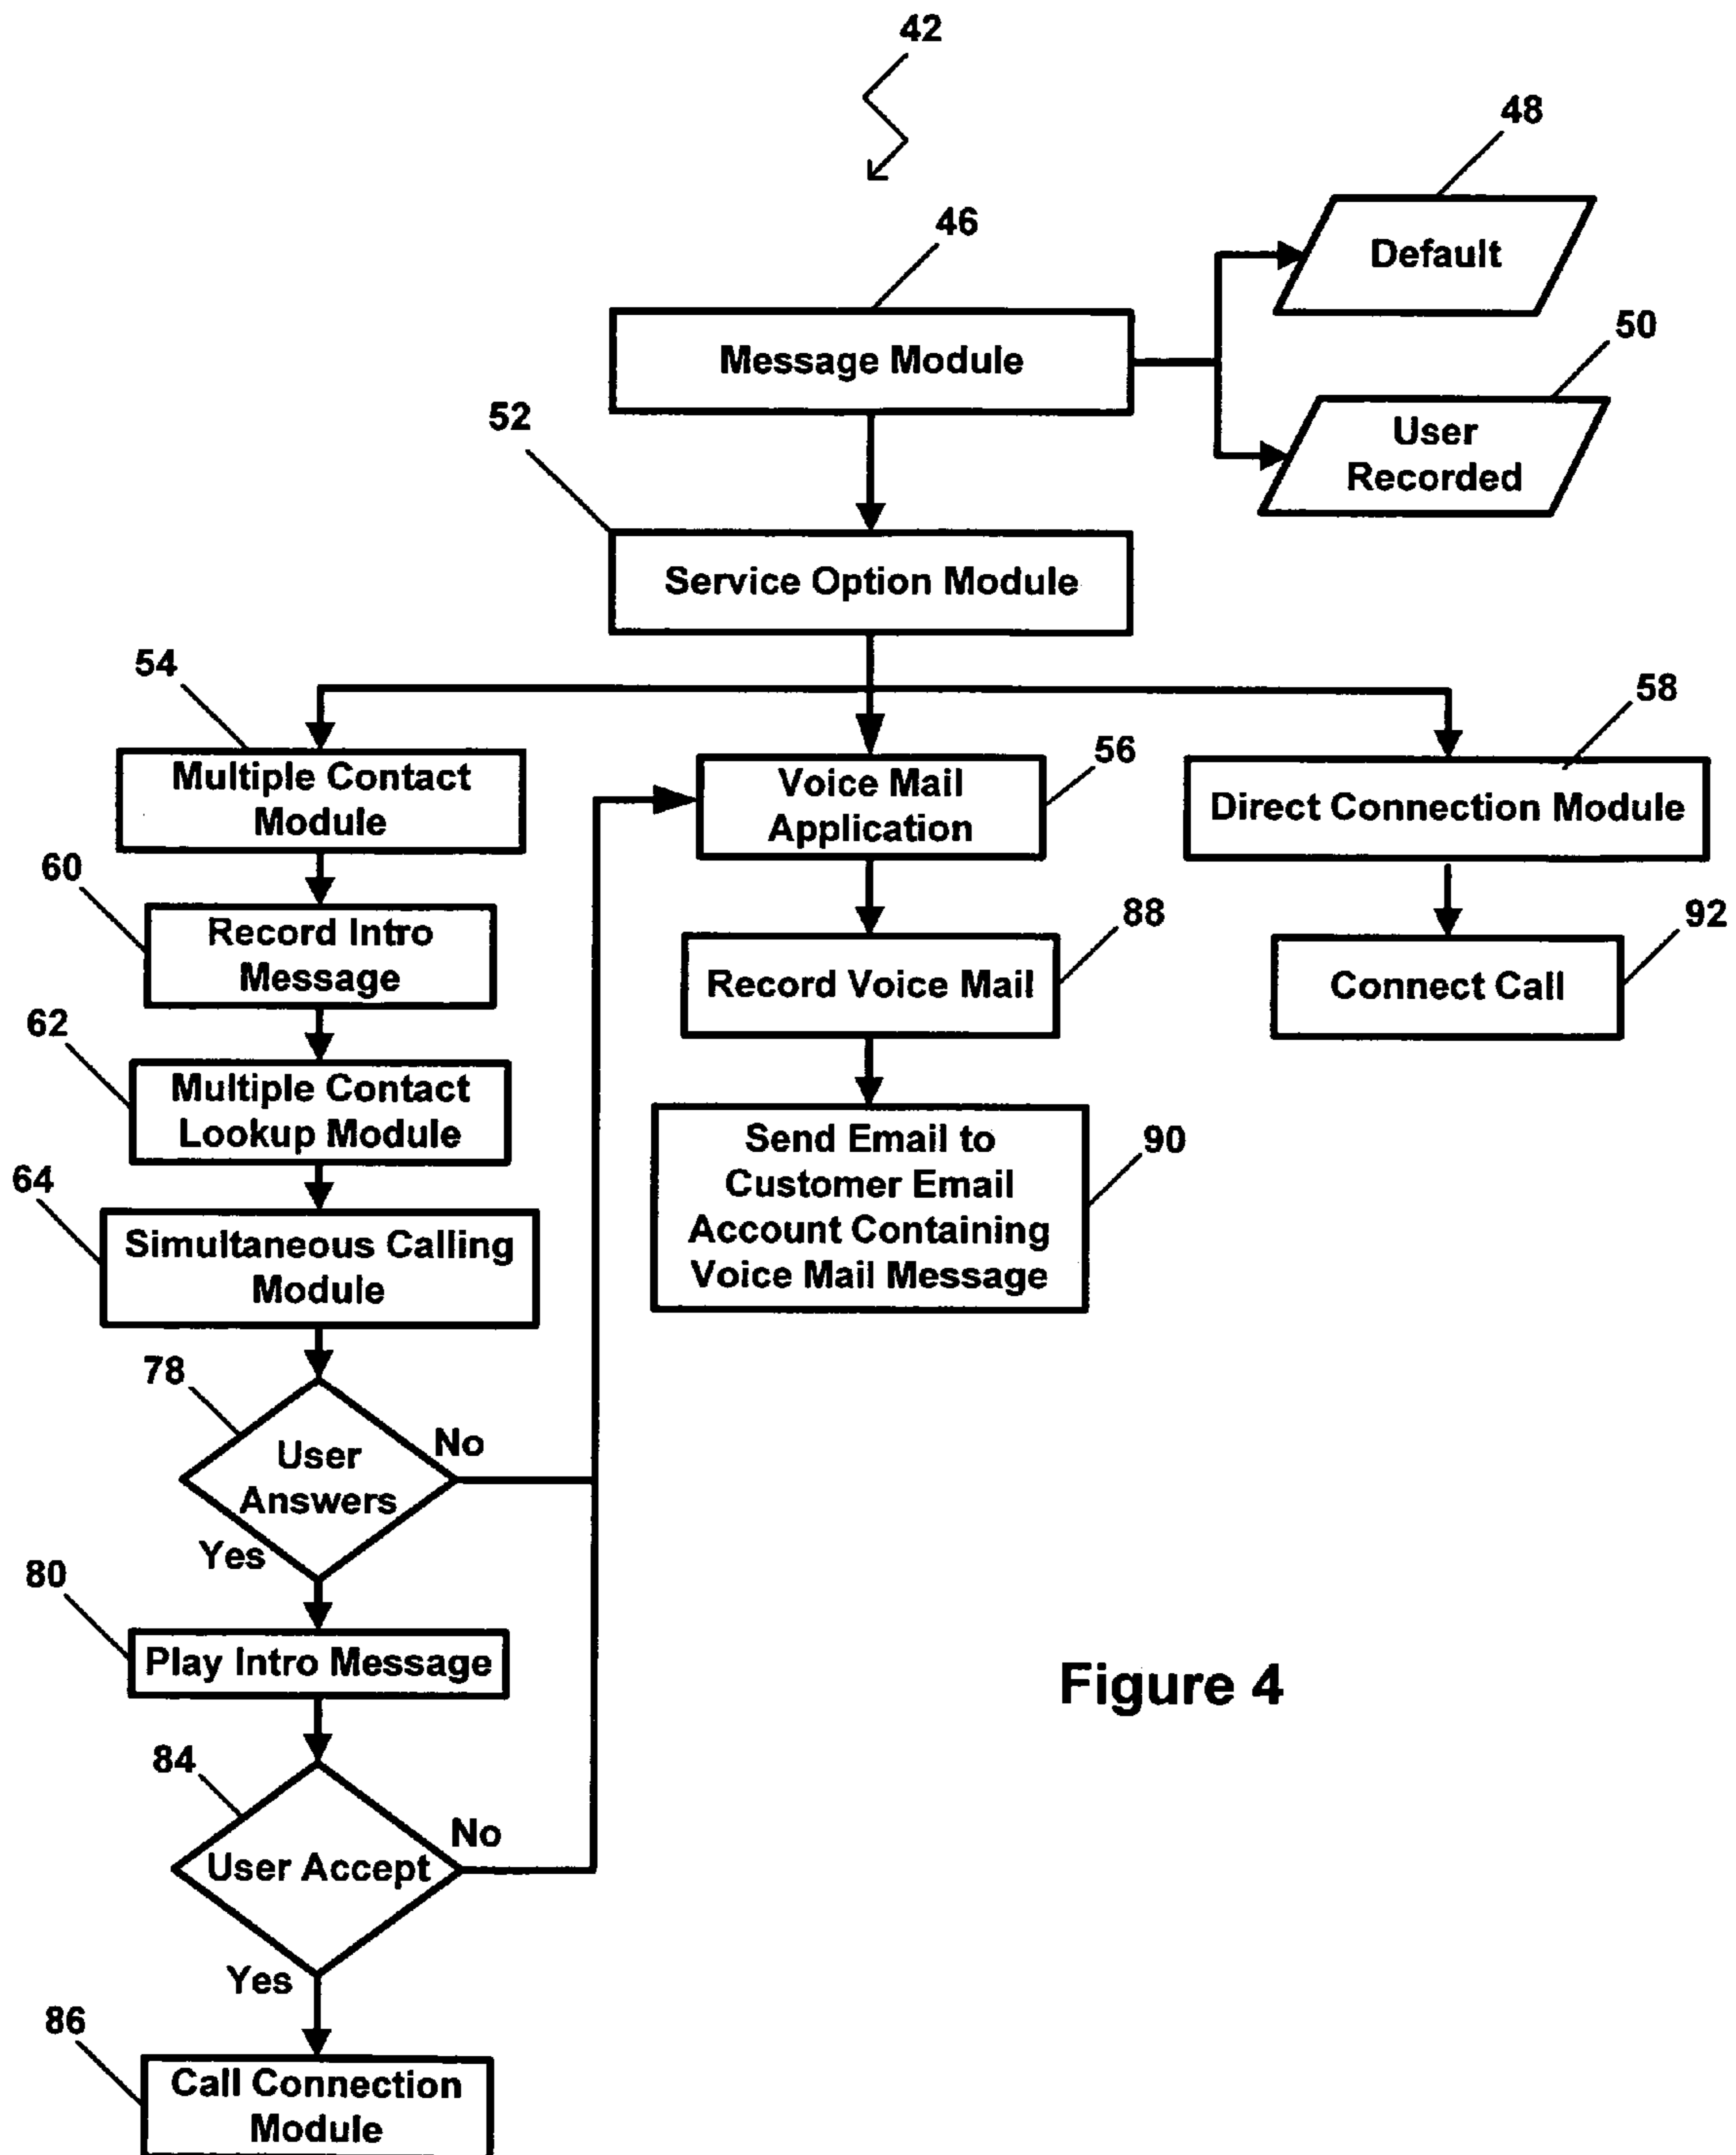 42
48
Default
46
Message Module
50
User
Recorded
52
Service Option Module
54
Multiple Contact
Module
56
Voice Mail
Application
58
Direct Connection Module
60
Record Intro
Message
88
Record Voice Mail
92
Connect Call
62
Multiple Contact
Lookup Module
90
Send Email to
Customer Email
Account Containing
Voice Mail Message
64
Simultaneous Calling
Module
78
User
Answers
No
Yes
80
Play Intro Message
Figure 4
84
User Accept
No
Yes
86
Call Connection
Module